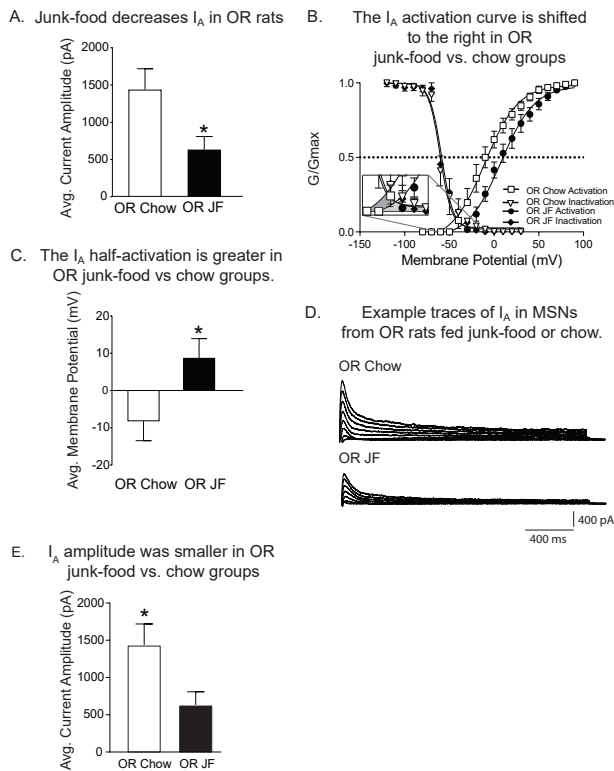 A. Junk-food decreases IA in OR rats
Avg. Current Amplitude (pA)
2000
1500
1000
500
0
*
OR Chow OR JF
B. The IA activation curve is shifted
to the right in OR
junk-food vs. chow groups
G/Gmax
1.0
0.5
0.0
1.0
0.5
0.0
OR Chow Activation
OR Chow Inactivation
OR JF Activation
OR JF Inactivation
-150 -100 -50 0 50 100
Membrane Potential (mV)
C. The IA half-activation is greater in
OR junk-food vs chow groups.
Avg. Membrane Potential (mV)
20
10
0
-10
-20
*
OR Chow OR JF
D. Example traces of IA in MSNs
from OR rats fed junk-food or chow.
OR Chow
OR JF
400 pA
400 ms
E. IA amplitude was smaller in OR
junk-food vs. chow groups
Avg. Current Amplitude (pA)
2000
1500
1000
500
0
*
OR Chow OR JF